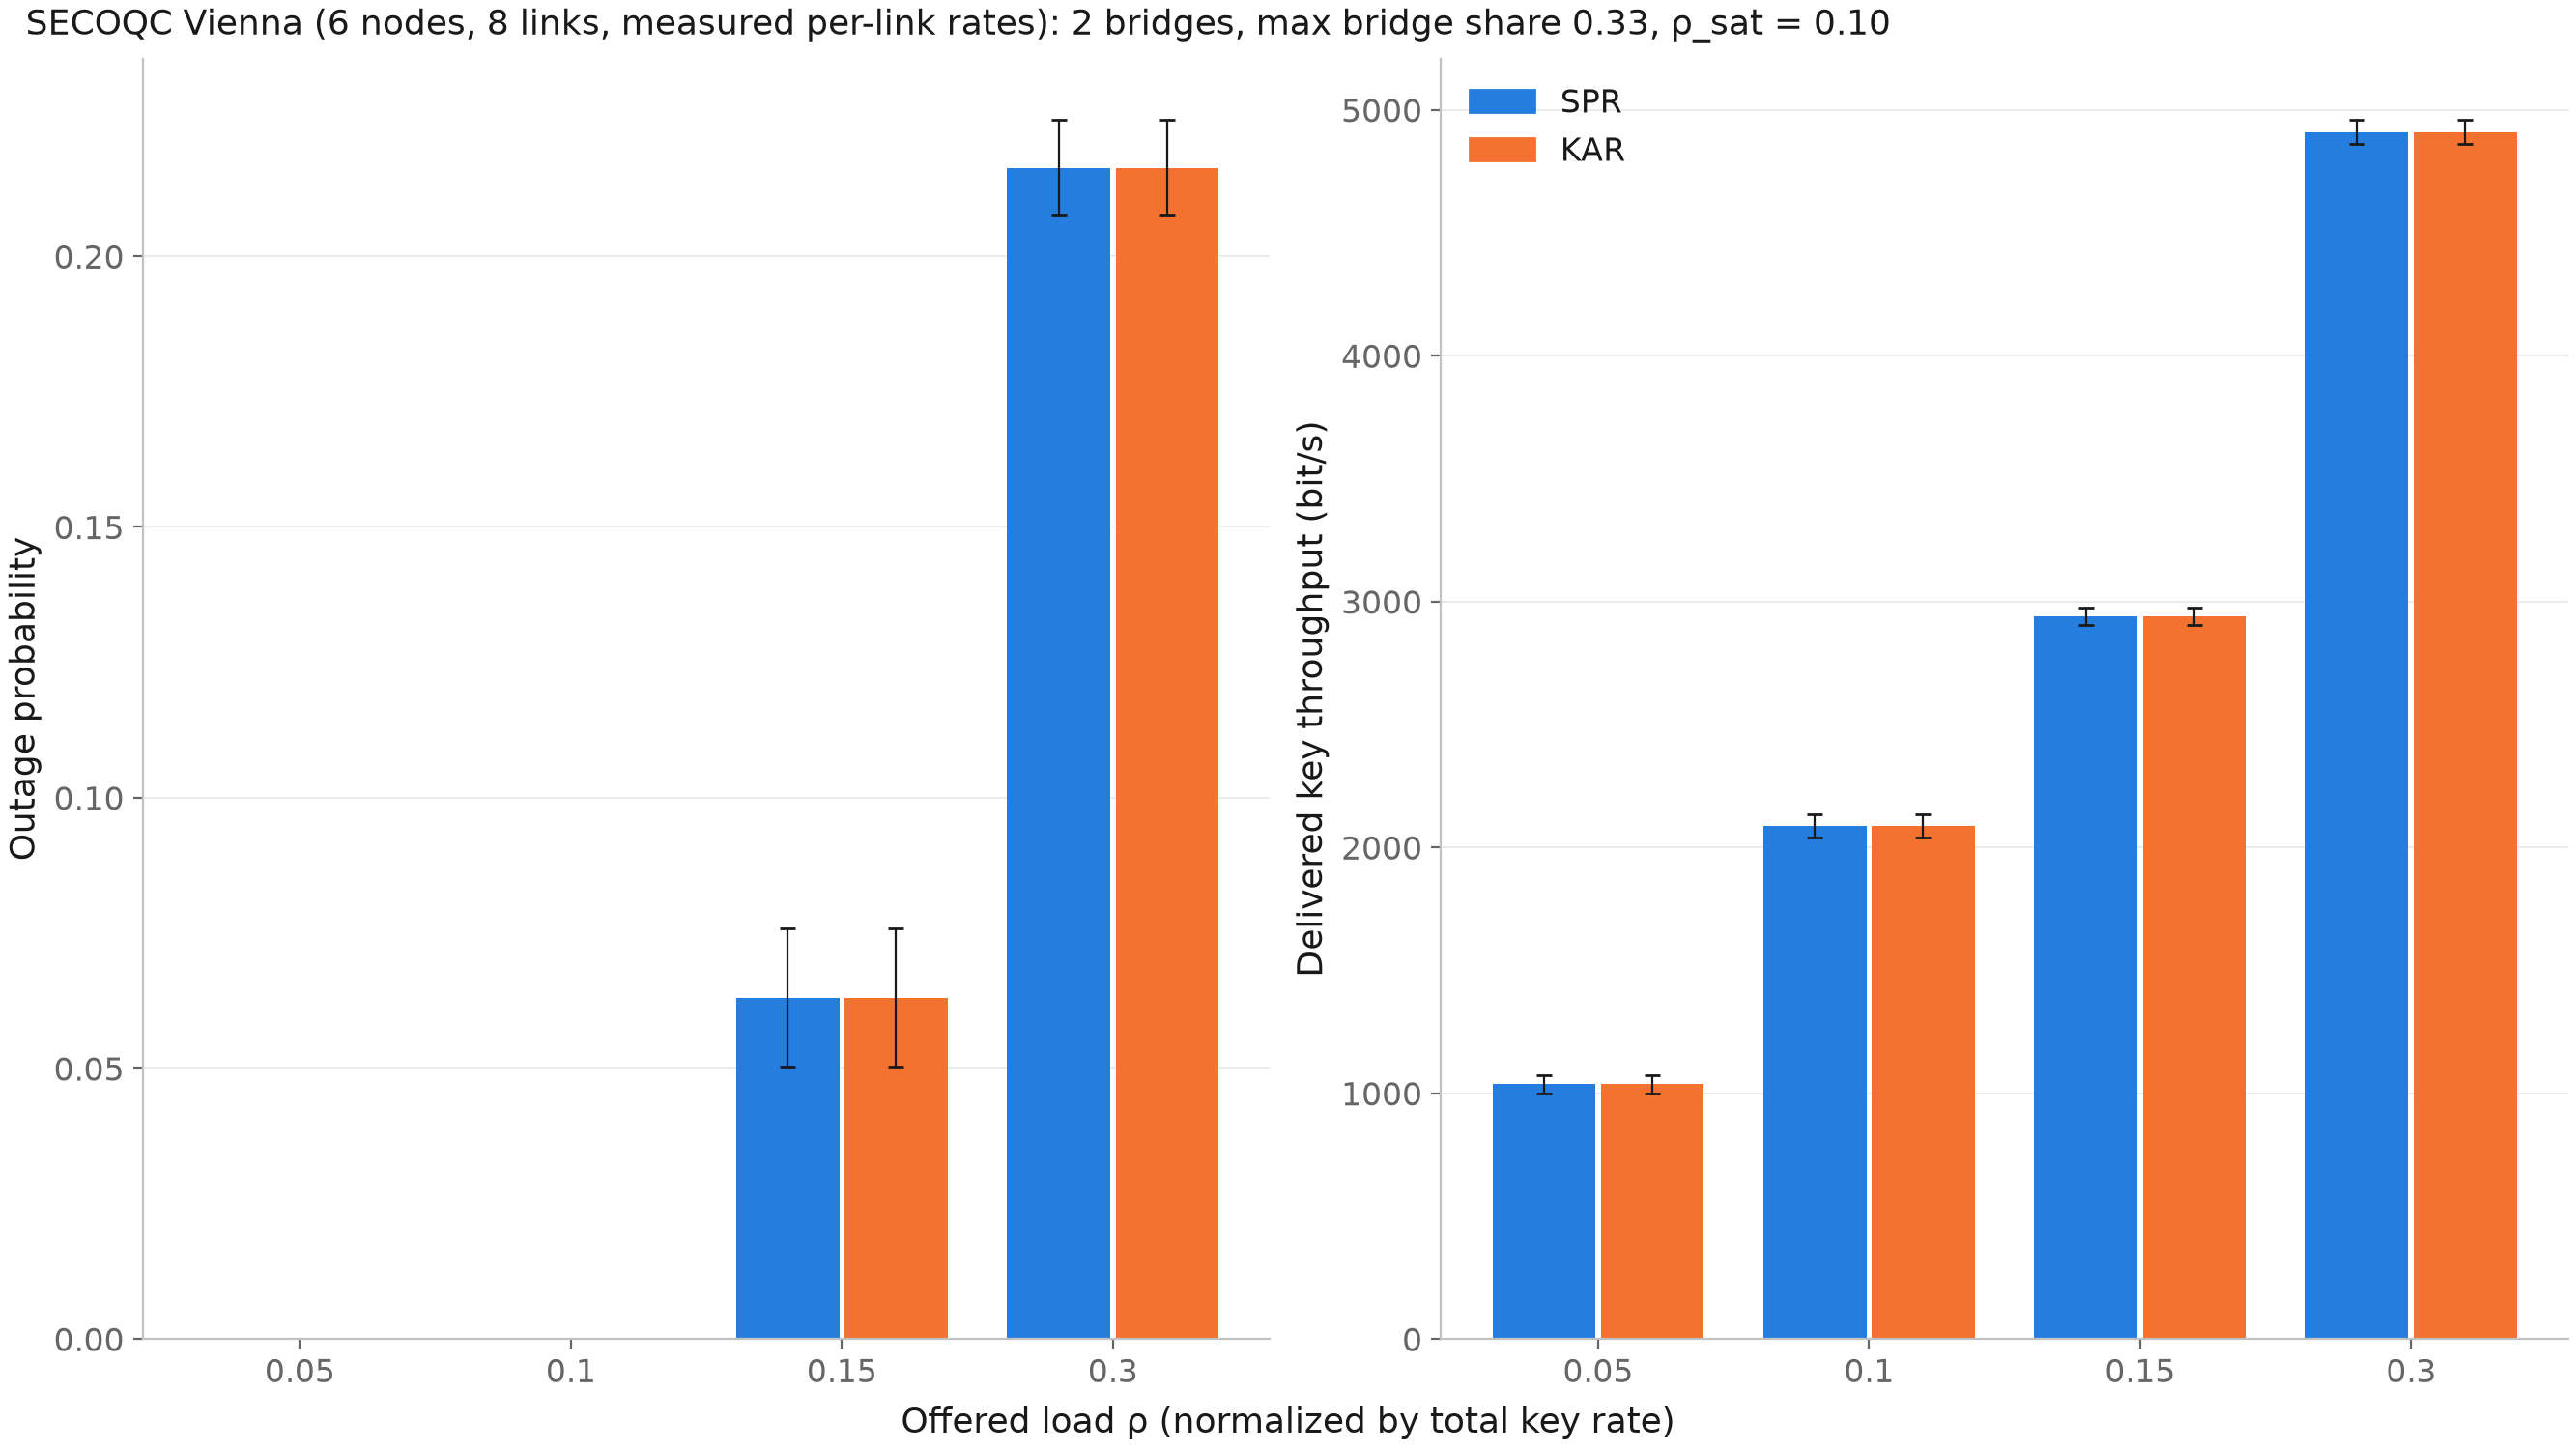 SECOQC Vienna (6 nodes, 8 links, measured per-link rates): 2 bridges, max bridge share 0.33, ρ_sat = 0.10
Outage probability
0.20
0.15
0.10
0.05
0.00
0.05 0.1 0.15 0.3
Delivered key throughput (bit/s)
5000
4000
3000
2000
1000
0
SPR
KAR
0.05 0.1 0.15 0.3
Offered load ρ (normalized by total key rate)